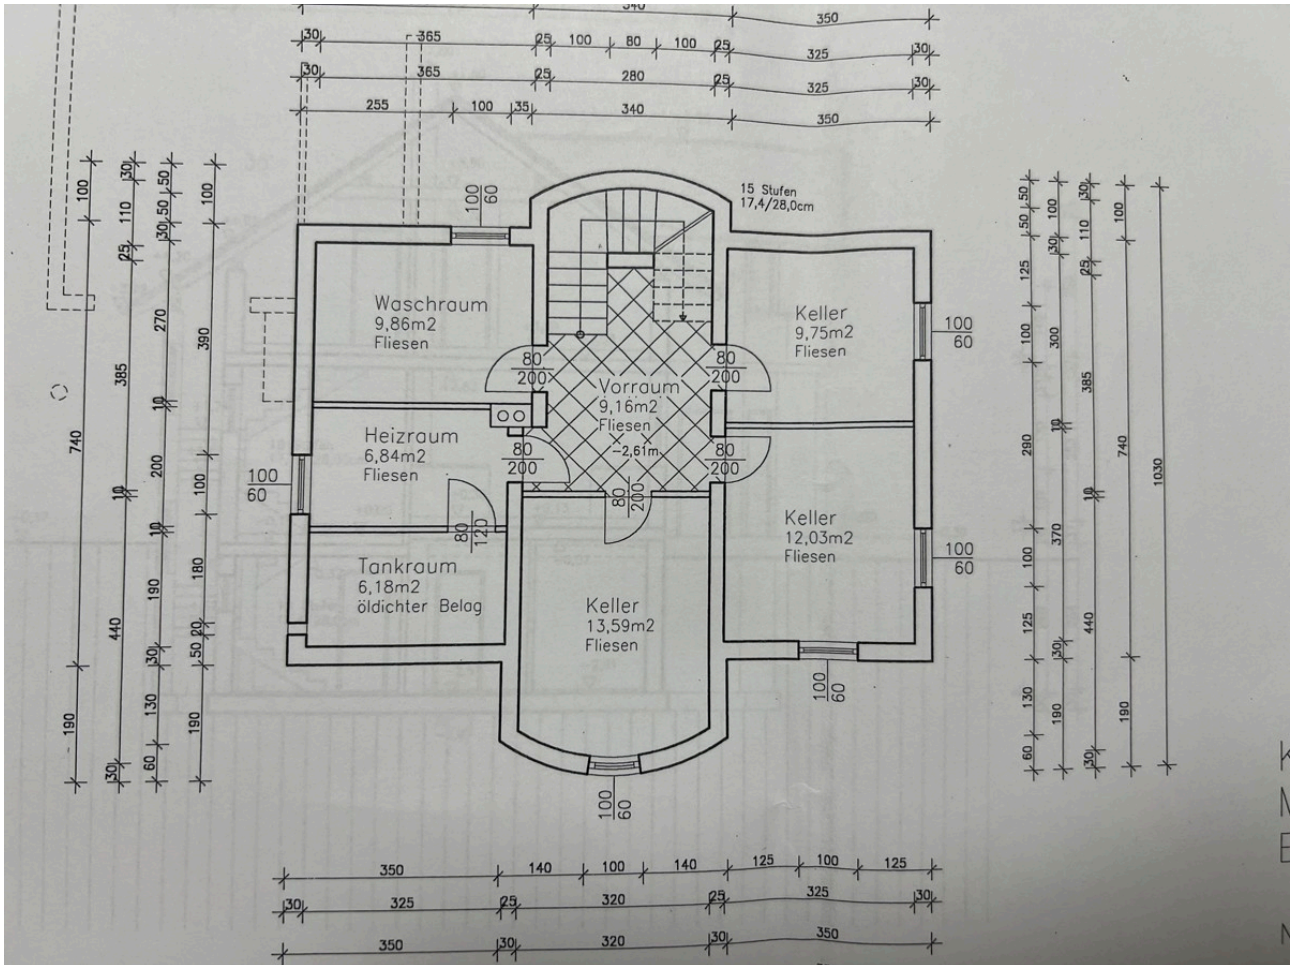 340 350
30 365 25 100 80 100 25 325 30
30 365 25 280 25 325 30
255 100 35 340 350
15 Stufen
17,4/28,0cm
100
60
Waschraum
9,86m2
Fliesen
Keller
9,75m2
Fliesen
100
60
80
200
80
200
Vorraum
9,16m2
Fliesen
-2,61m
Heizraum
6,84m2
Fliesen
80
200
80
200
100
60
80
200
Keller
12,03m2
Fliesen
80
120
100
60
Tankraum
6,18m2
öldichter Belag
Keller
13,59m2
Fliesen
100
60
100
60
100 740 190
30 110 25 385 10 440 30
50 50 30 270 10 200 10 190 30 130 60
100 390 100 180 20 50 190
50 50 125 100 290 100 125 130 60
100 30 300 10 370 30 190
30 110 25 385 10 440 30
100 740 190
1030
350 140 100 140 125 100 125
30 325 25 320 25 325 30
350 30 320 30 350